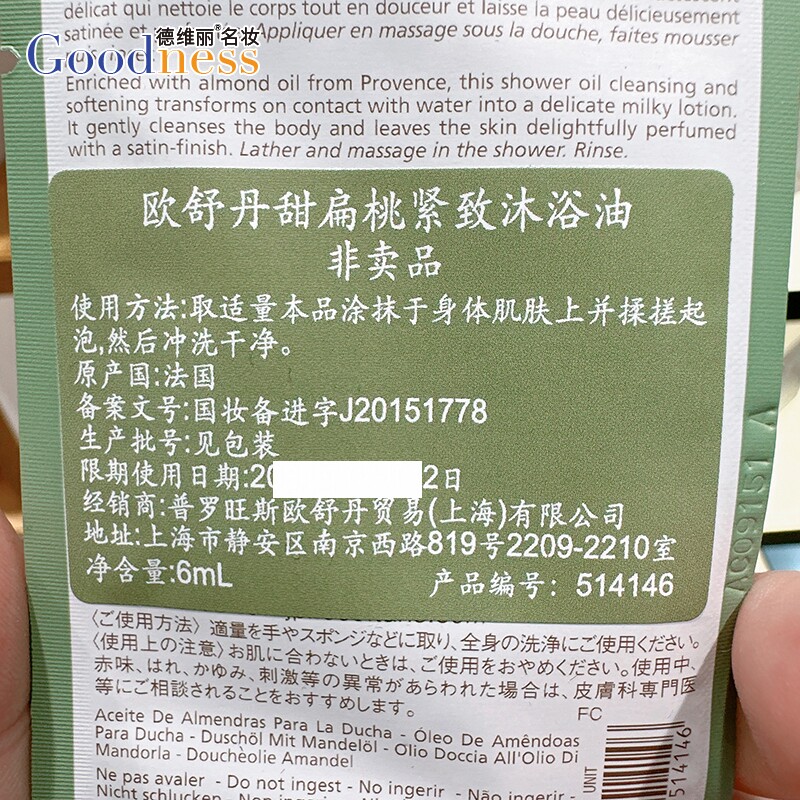 délicat qui nettoie le corps tout en douceur et laisse la peau délicieusement
satinée et
Appliquer en massage sous la douche, faites mousser
德维丽®名妆
Goodness
Enriched with almond oil from Provence, this shower oil cleansing and
softening transforms on contact with water into a delicate milky lotion.
It gently cleanses the body and leaves the skin delightfully perfumed
with a satin-finish. Lather and massage in the shower. Rinse.
欧舒丹甜扁桃紧致沐浴油
非卖品
使用方法:取适量本品涂抹于身体肌肤上并揉搓起
泡,然后冲洗干净。
原产国:法国
备案文号:国妆备进字J20151778
生产批号:见包装
限期使用日期:20 2日
经销商:普罗旺斯欧舒丹贸易(上海)有限公司
地址:上海市静安区南京西路819号2209-2210室
净含量:6mL 产品编号: 514146
〈ご使用方法〉適量を手やスポンジなどに取り、全身の洗浄にご使用ください。
〈使用上の注意〉お肌に合わないときは、ご使用をおやめください。使用中、
赤味、はれ、かゆみ、刺激等の異常があらわれた場合は、皮膚科専門医
等にご相談されることをおすすめします。
FC
Aceite De Almendras Para La Ducha - Óleo De Amêndoas
Para Ducha - Duschöl Mit Mandelöl - Olio Doccia All'Olio Di
Mandorla - Doucheolie Amandel
Ne pas avaler - Do not ingest - No ingerir - Não ingerir -
Nicht schlucken - Non
UNIT
514146
AC09151 A